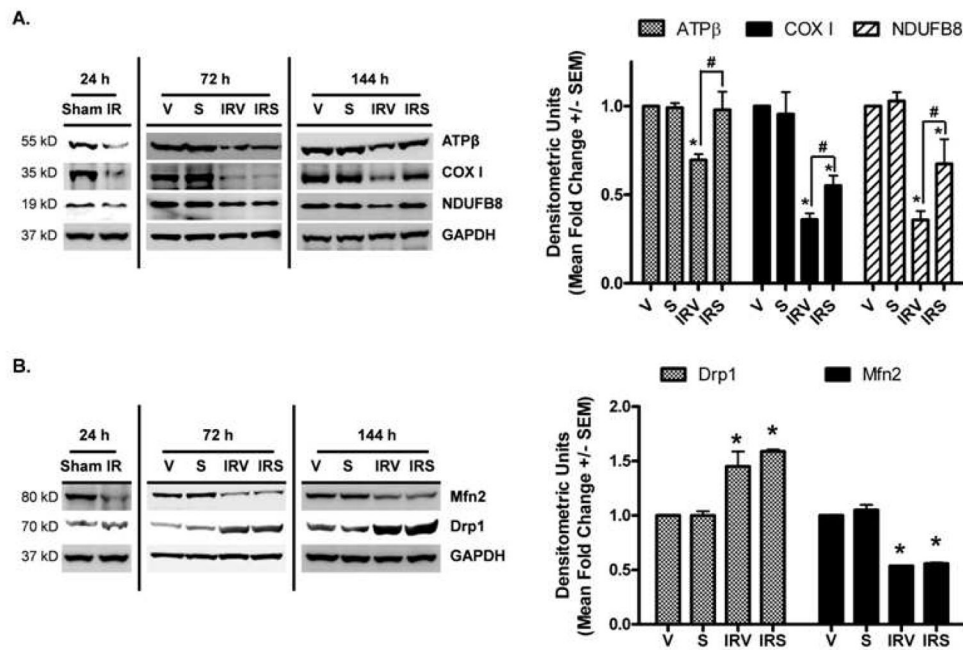 A.
24 h 72 h 144 h
Sham IR V S IRV IRS V S IRV IRS
55 kD ATPβ
35 kD COX I
19 kD NDUFB8
37 kD GAPDH
ATPβ COX I NDUFB8
Densitometric Units
(Mean Fold Change +/- SEM)
1.0
0.5
0.0
* # * # * * # *
V S IRV IRS V S IRV IRS V S IRV IRS
B.
24 h 72 h 144 h
Sham IR V S IRV IRS V S IRV IRS
80 kD Mfn2
70 kD Drp1
37 kD GAPDH
Drp1 Mfn2
Densitometric Units
(Mean Fold Change +/- SEM)
2.0
1.5
1.0
0.5
0.0
* * * *
V S IRV IRS V S IRV IRS